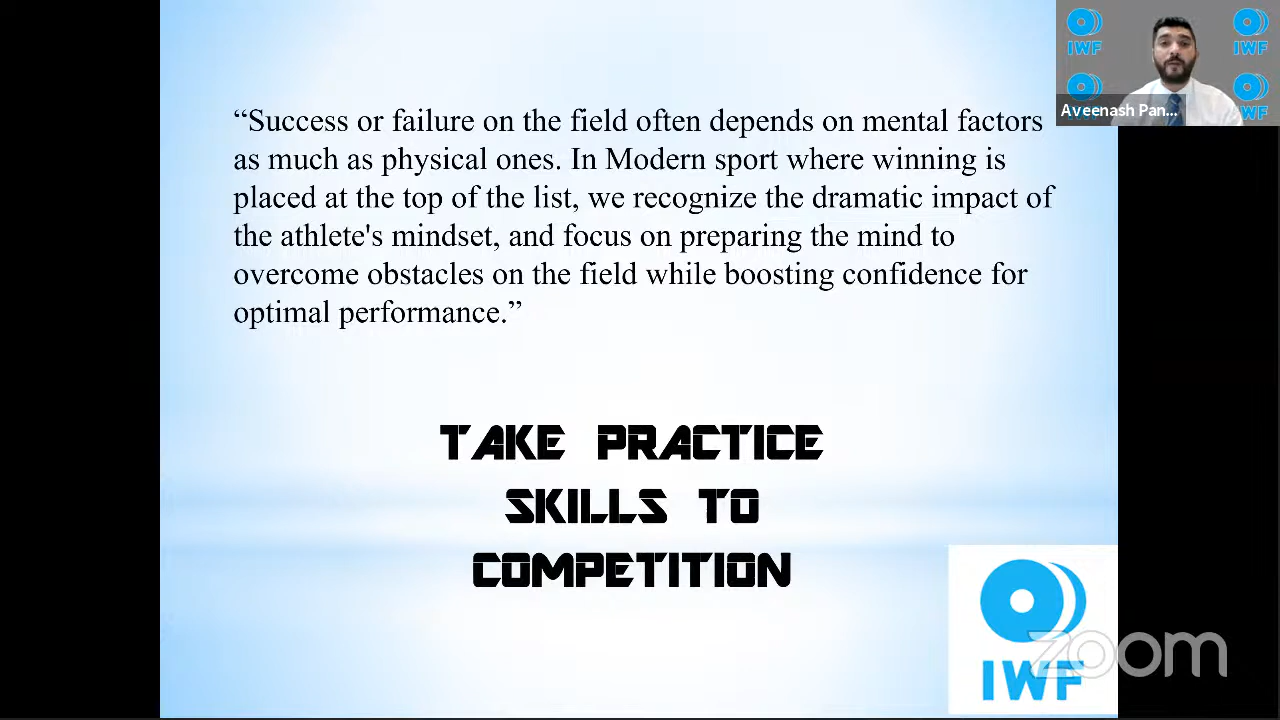 “Success or failure on the field often depends on mental factors
as much as physical ones. In Modern sport where winning is
placed at the top of the list, we recognize the dramatic impact of
the athlete's mindset, and focus on preparing the mind to
overcome obstacles on the field while boosting confidence for
optimal performance.”
TAKE PRACTICE
SKILLS TO
COMPETITION
IWF
IWF
Aveenash Pan...
IWF
zoom
IWF